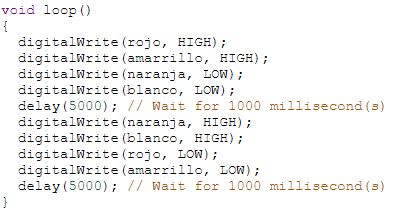 void loop()
{
  digitalWrite(rojo, HIGH);
  digitalWrite(amarrillo, HIGH);
  digitalWrite(naranja, LOW);
  digitalWrite(blanco, LOW);
  delay(5000); // Wait for 1000 millisecond(s)
  digitalWrite(naranja, HIGH);
  digitalWrite(blanco, HIGH);
  digitalWrite(rojo, LOW);
  digitalWrite(amarrillo, LOW);
  delay(5000); // Wait for 1000 millisecond(s)
}